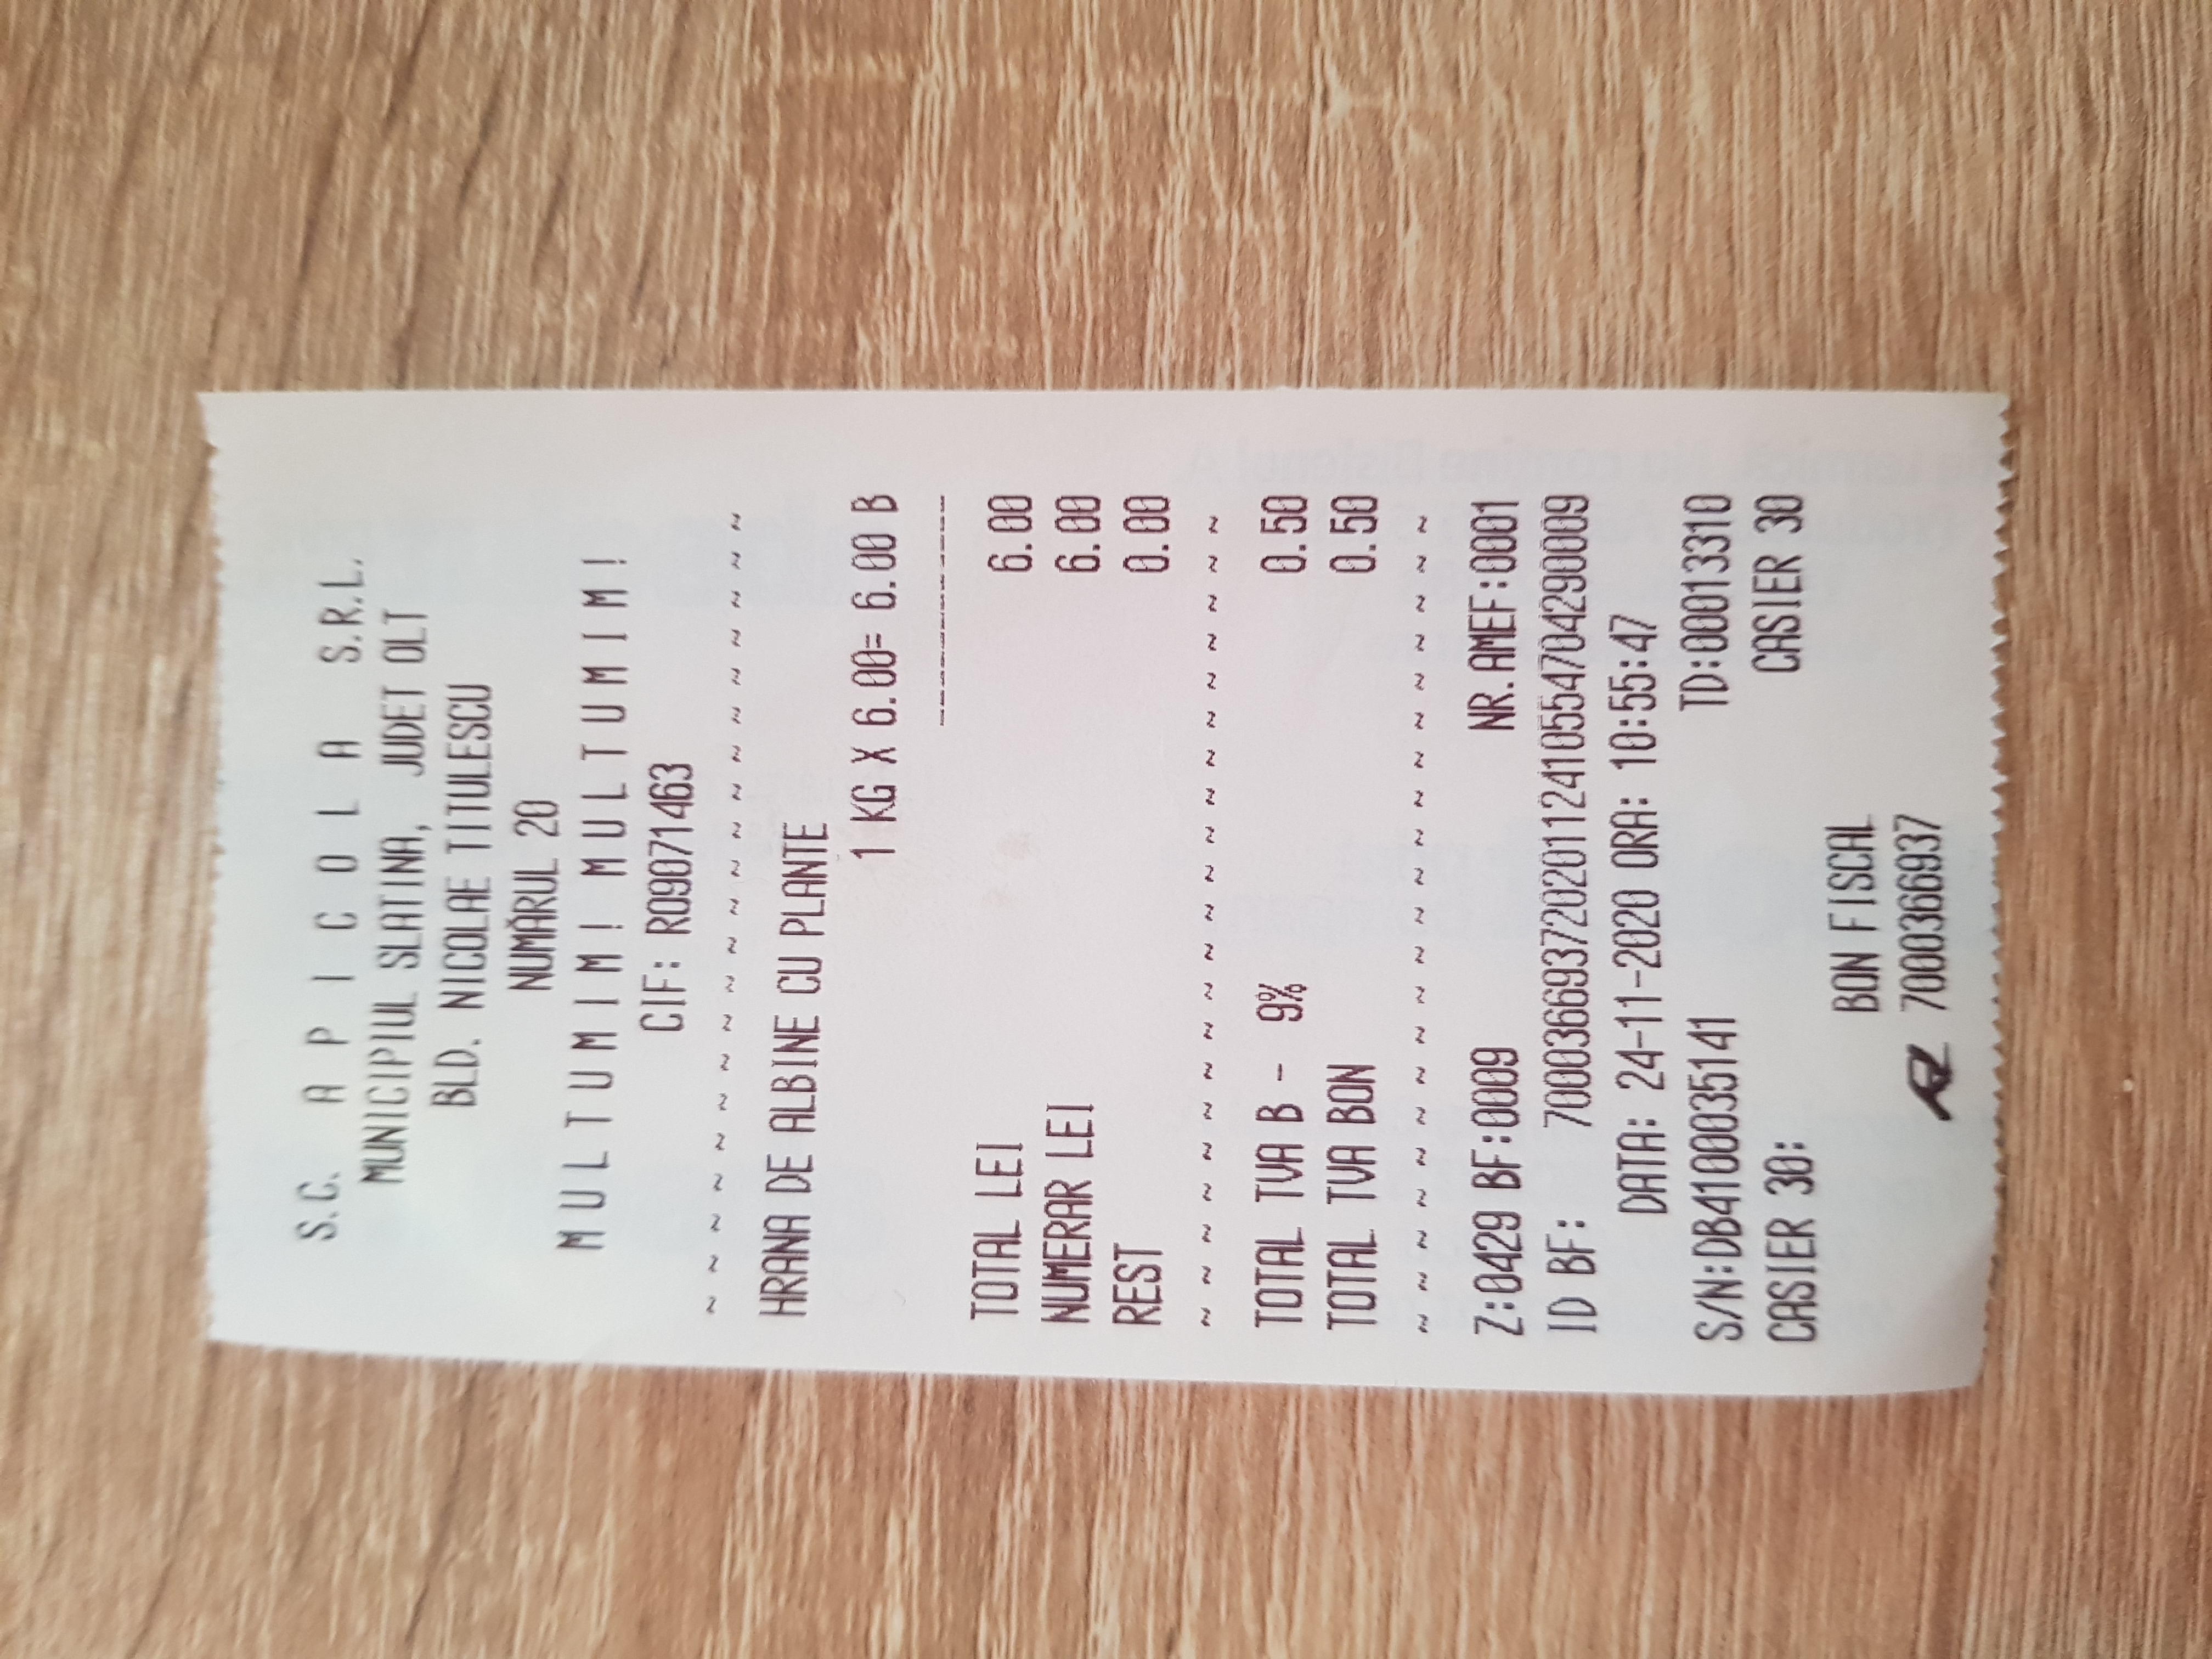 S.C. A P I C O L A S.R.L.
MUNICIPIUL SLATINA, JUDET OLT
BLD. NICOLAE TITULESCU
NUMĂRUL 20
M U L T U M I M ! M U L T U M I M !
CIF: RO9071463
~ ~ ~ ~ ~ ~ ~ ~ ~ ~ ~ ~ ~ ~ ~ ~ ~ ~ ~ ~ ~
HRANA DE ALBINE CU PLANTE
1 KG X 6.00= 6.00 B
TOTAL LEI 6.00
NUMERAR LEI 6.00
REST 0.00
~ ~ ~ ~ ~ ~ ~ ~ ~ ~ ~ ~ ~ ~ ~ ~ ~ ~ ~ ~ ~
TOTAL TVA B - 9% 0.50
TOTAL TVA BON 0.50
~ ~ ~ ~ ~ ~ ~ ~ ~ ~ ~ ~ ~ ~ ~ ~ ~ ~ ~ ~ ~
Z:0429 BF:0009 NR.AMEF:0001
ID BF: 70003669372020112410554704290009
DATA: 24-11-2020 ORA: 10:55:47
S/N:DB4100035141 TD:00013310
CASIER 30: CASIER 30
BON FISCAL
7000366937